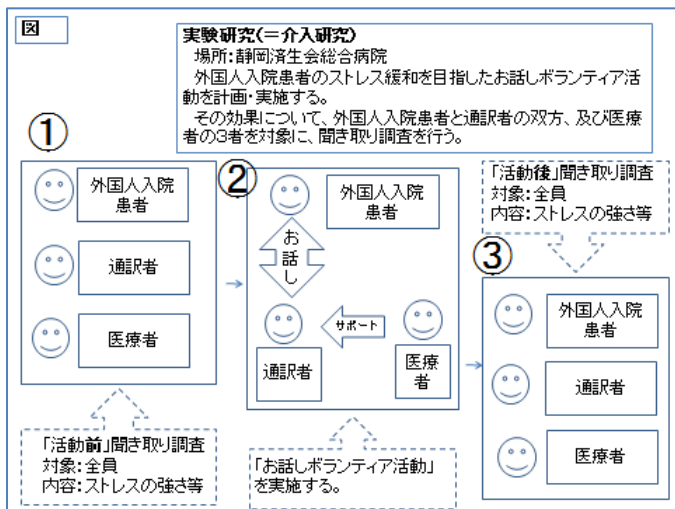 図
実験研究(=介入研究)
場所:静岡済生会総合病院
外国人入院患者のストレス緩和を目指したお話しボランティア活
動を計画・実施する。
その効果について、外国人入院患者と通訳者の双方、及び医療
者の3者を対象に、聞き取り調査を行う。
①
外国人入院
患者
通訳者
医療者
「活動前」聞き取り調査
対象:全員
内容:ストレスの強さ等
②
外国人入院
患者
お話し
サポート
通訳者
医療
者
「お話しボランティア活動」
を実施する。
「活動後」聞き取り調査
対象:全員
内容:ストレスの強さ等
③
外国人入院
患者
通訳者
医療者